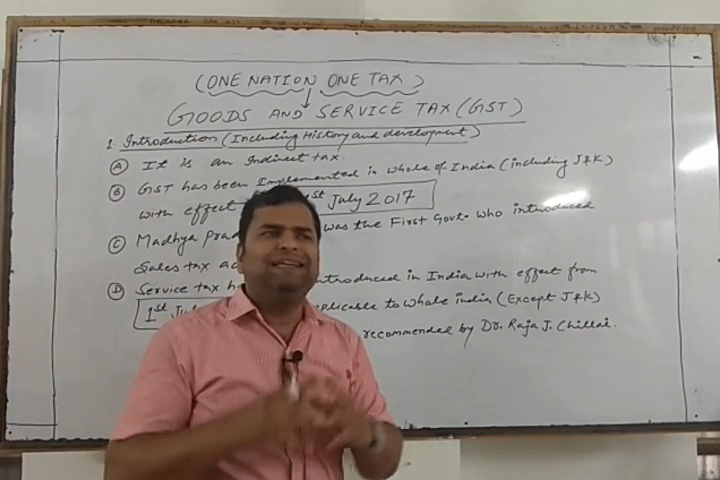 (ONE NATION ONE TAX)
GOODS AND SERVICE TAX (GST)
1. Introduction (Including History and development)
(A) It is an Indirect tax.
(B) GST has been Implemented in whole of India (including J&K)
with effect 1st July 2017
(C) Madhya was the First Govt. who introduced
Sales tax
(D) Service tax introduced in India with effect from
1st applicable to whole india (Except J&K)
recommended by Dr. Raja J. Chillai.